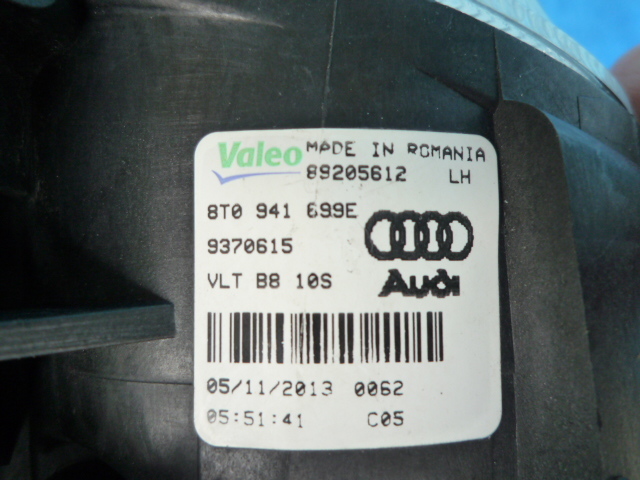 Valeo MADE IN ROMANIA
89205612 LH
8T0 941 699E
9370615
VLT B8 10S
Audi
05/11/2013 0062
05:51:41 C05